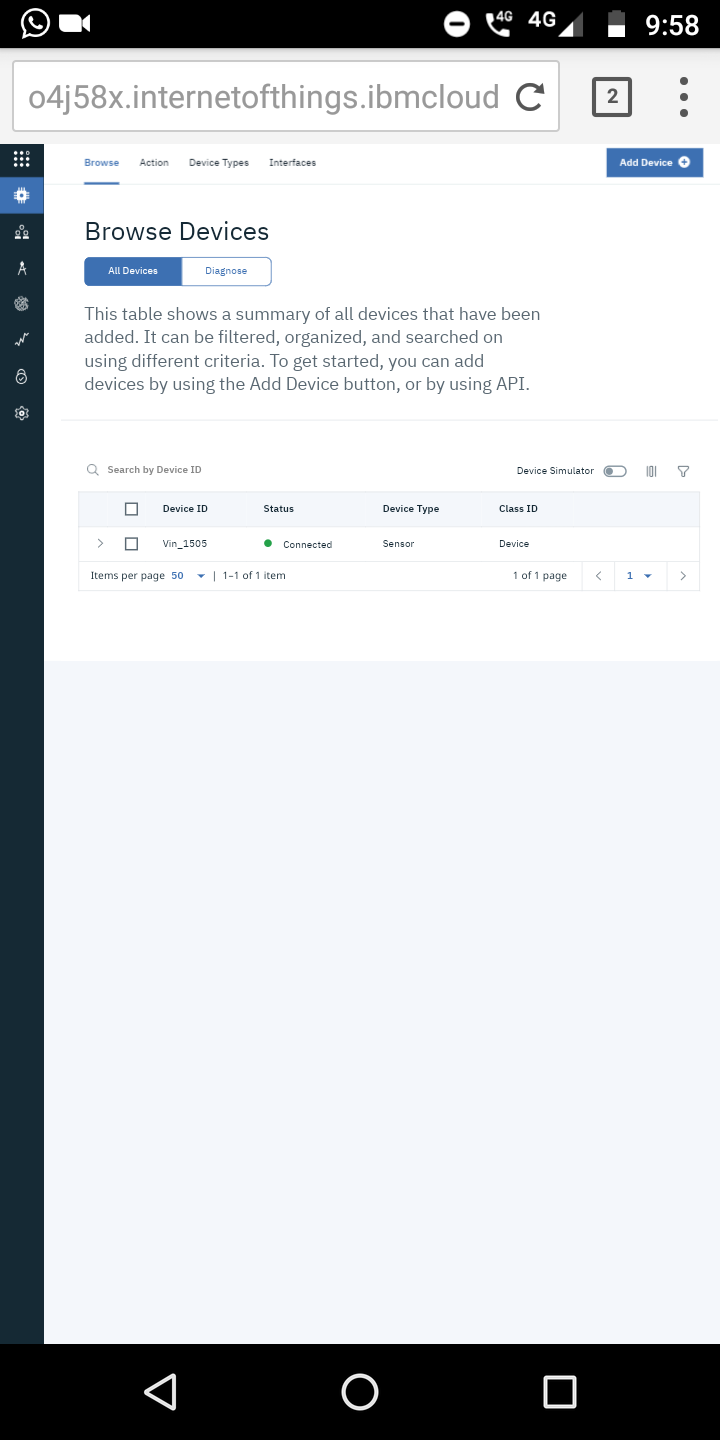 4G 4G 9:58
o4j58x.internetofthings.ibmcloud 2
Browse Action Device Types Interfaces Add Device
Browse Devices
All Devices Diagnose
This table shows a summary of all devices that have been
added. It can be filtered, organized, and searched on
using different criteria. To get started, you can add
devices by using the Add Device button, or by using API.
Search by Device ID Device Simulator
Device ID Status Device Type Class ID
Vin_1505 Connected Sensor Device
Items per page 50 | 1–1 of 1 item 1 of 1 page 1